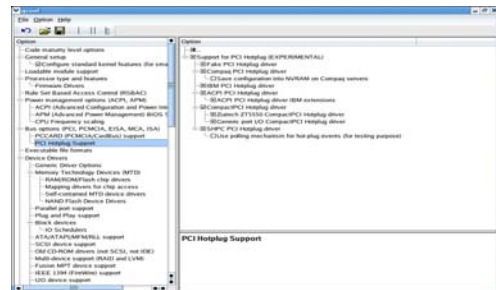 qconf
File Option Help
Option
Code maturity level options
General setup
Configure standard kernel features (for sma
Loadable module support
Processor type and features
Firmware Drivers
Rule Set Based Access Control (RSBAC)
Power management options (ACPI, APM)
ACPI (Advanced Configuration and Power Inte
APM (Advanced Power Management) BIOS S
CPU Frequency scaling
Bus options (PCI, PCMCIA, EISA, MCA, ISA)
PCCARD (PCMCIA/CardBus) support
PCI Hotplug Support
Executable file formats
Device Drivers
Generic Driver Options
Memory Technology Devices (MTD)
RAM/ROM/Flash chip drivers
Mapping drivers for chip access
Self-contained MTD device drivers
NAND Flash Device Drivers
Parallel port support
Plug and Play support
Block devices
IO Schedulers
ATA/ATAPI/MFM/RLL support
SCSI device support
Old CD-ROM drivers (not SCSI, not IDE)
Multi-device support (RAID and LVM)
Fusion MPT device support
IEEE 1394 (FireWire) support
I2O device support
Option
..
Support for PCI Hotplug (EXPERIMENTAL)
Fake PCI Hotplug driver
Compaq PCI Hotplug driver
Save configuration into NVRAM on Compaq servers
IBM PCI Hotplug driver
ACPI PCI Hotplug driver
ACPI PCI Hotplug driver IBM extensions
CompactPCI Hotplug driver
Ziatech ZT5550 CompactPCI Hotplug driver
Generic port I/O CompactPCI Hotplug driver
SHPC PCI Hotplug driver
Use polling mechanism for hot-plug events (for testing purpose)
PCI Hotplug Support